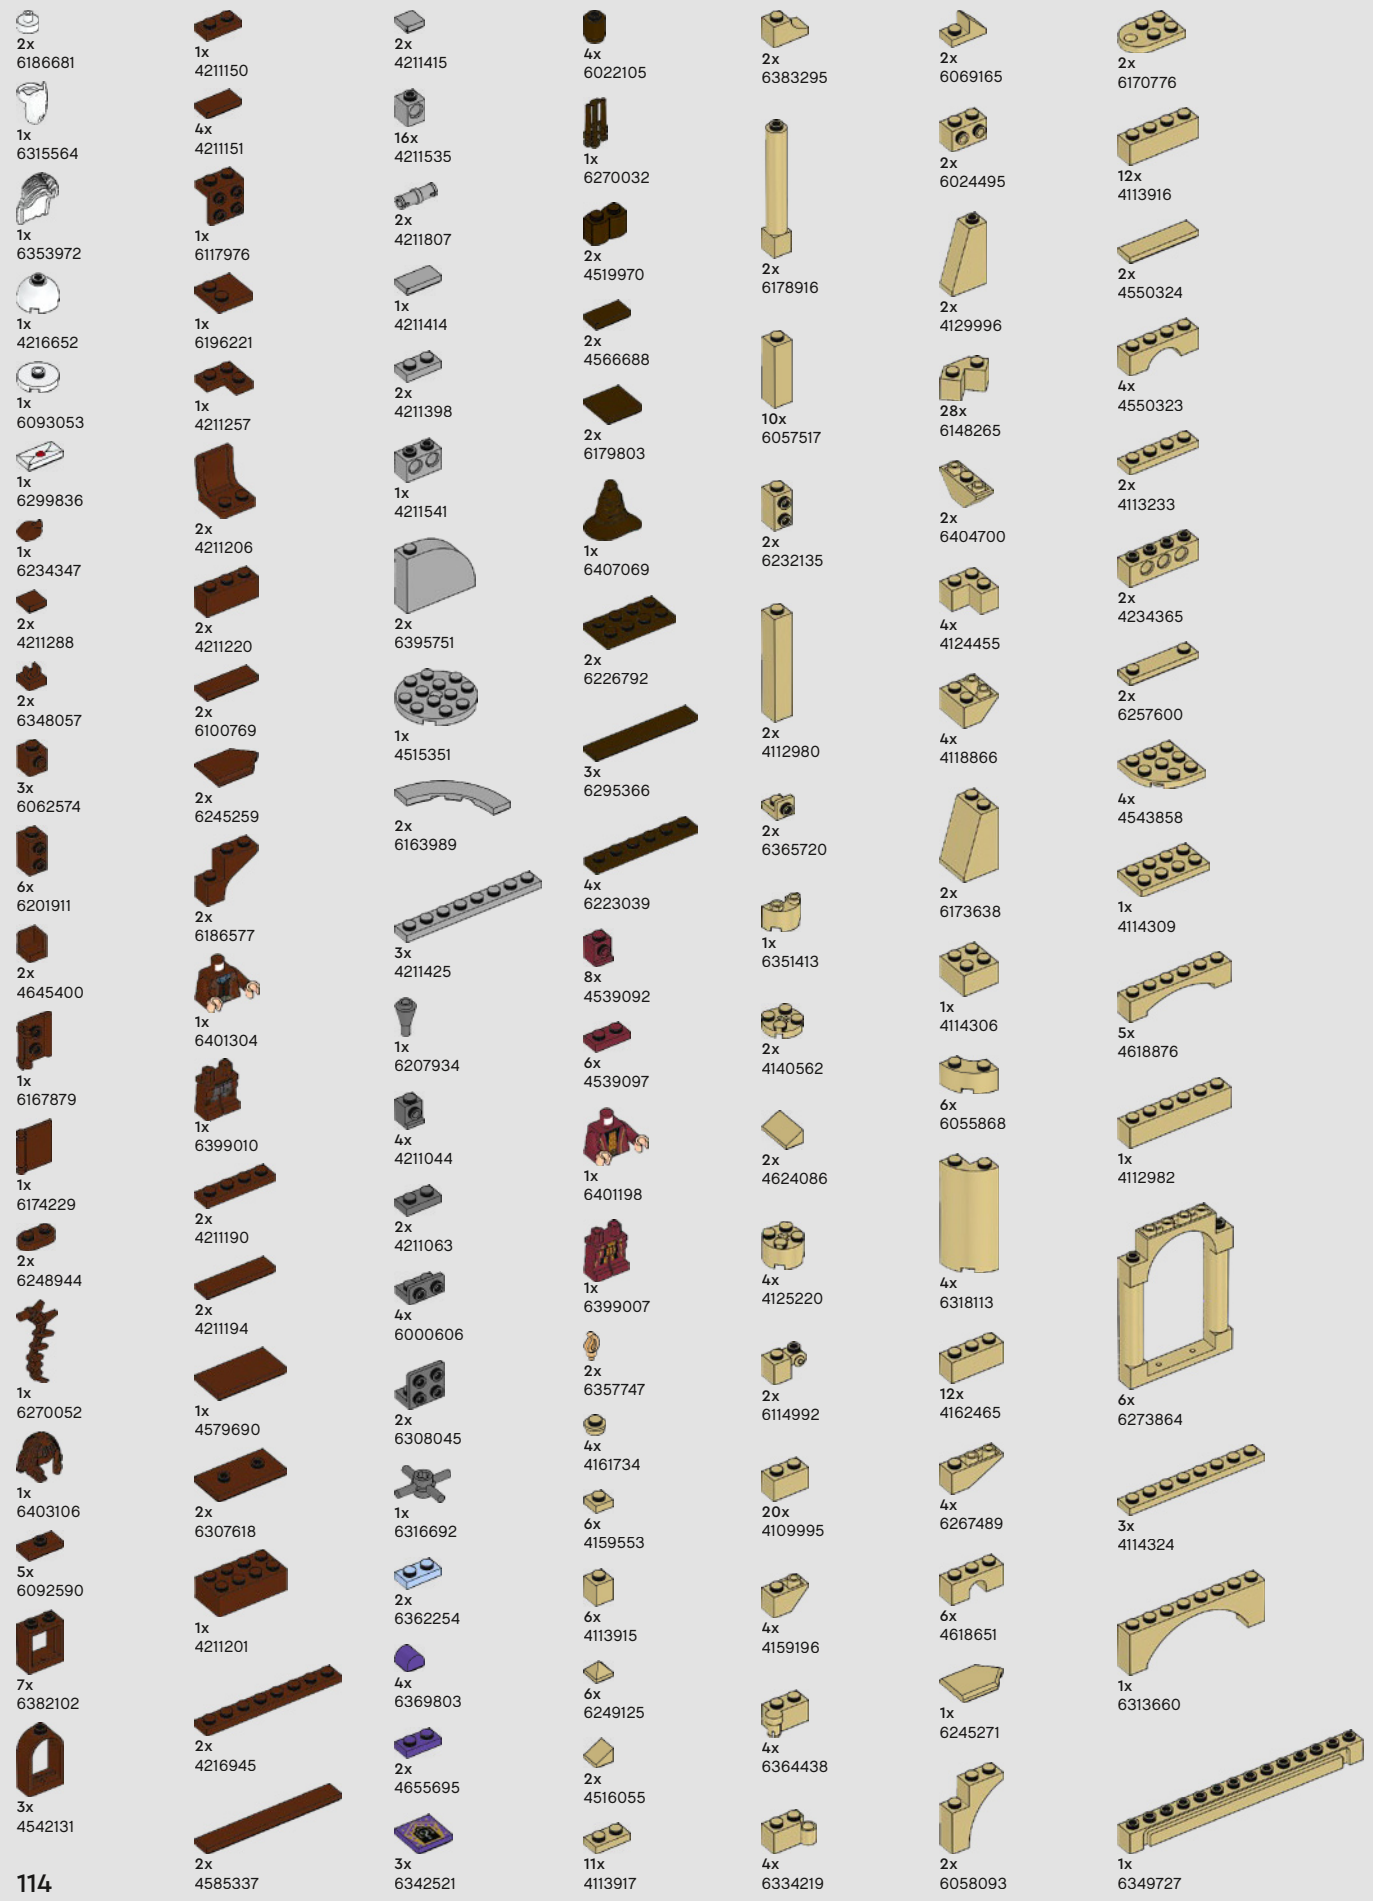 2x
6186681
1x
6315564
1x
6353972
1x
4216652
1x
6093053
1x
6299836
1x
6234347
2x
4211288
2x
6348057
3x
6062574
6x
6201911
2x
4645400
1x
6167879
1x
6174229
2x
6248944
1x
6270052
1x
6403106
5x
6092590
7x
6382102
3x
4542131
114
1x
4211150
4x
4211151
1x
6117976
1x
6196221
1x
4211257
2x
4211206
2x
4211220
2x
6100769
2x
6245259
2x
6186577
1x
6401304
1x
6399010
2x
4211190
2x
4211194
1x
4579690
2x
6307618
1x
4211201
2x
4216945
2x
4585337
2x
4211415
16x
4211535
2x
4211807
1x
4211414
2x
4211398
1x
4211541
2x
6395751
1x
4515351
2x
6163989
3x
4211425
1x
6207934
4x
4211044
2x
4211063
4x
6000606
2x
6308045
1x
6316692
2x
6362254
4x
6369803
2x
4655695
3x
6342521
4x
6022105
1x
6270032
2x
4519970
2x
4566688
2x
6179803
1x
6407069
2x
6226792
3x
6295366
4x
6223039
8x
4539092
6x
4539097
1x
6401198
1x
6399007
2x
6357747
4x
4161734
6x
4159553
6x
4113915
6x
6249125
2x
4516055
11x
4113917
2x
6383295
2x
6178916
10x
6057517
2x
6232135
2x
4112980
2x
6365720
1x
6351413
2x
4140562
2x
4624086
4x
4125220
2x
6114992
20x
4109995
4x
4159196
4x
6364438
4x
6334219
2x
6069165
2x
6024495
2x
4129996
28x
6148265
2x
6404700
4x
4124455
4x
4118866
2x
6173638
1x
4114306
6x
6055868
4x
6318113
12x
4162465
4x
6267489
6x
4618651
1x
6245271
2x
6058093
2x
6170776
12x
4113916
2x
4550324
4x
4550323
2x
4113233
2x
4234365
2x
6257600
4x
4543858
1x
4114309
5x
4618876
1x
4112982
6x
6273864
3x
4114324
1x
6313660
1x
6349727